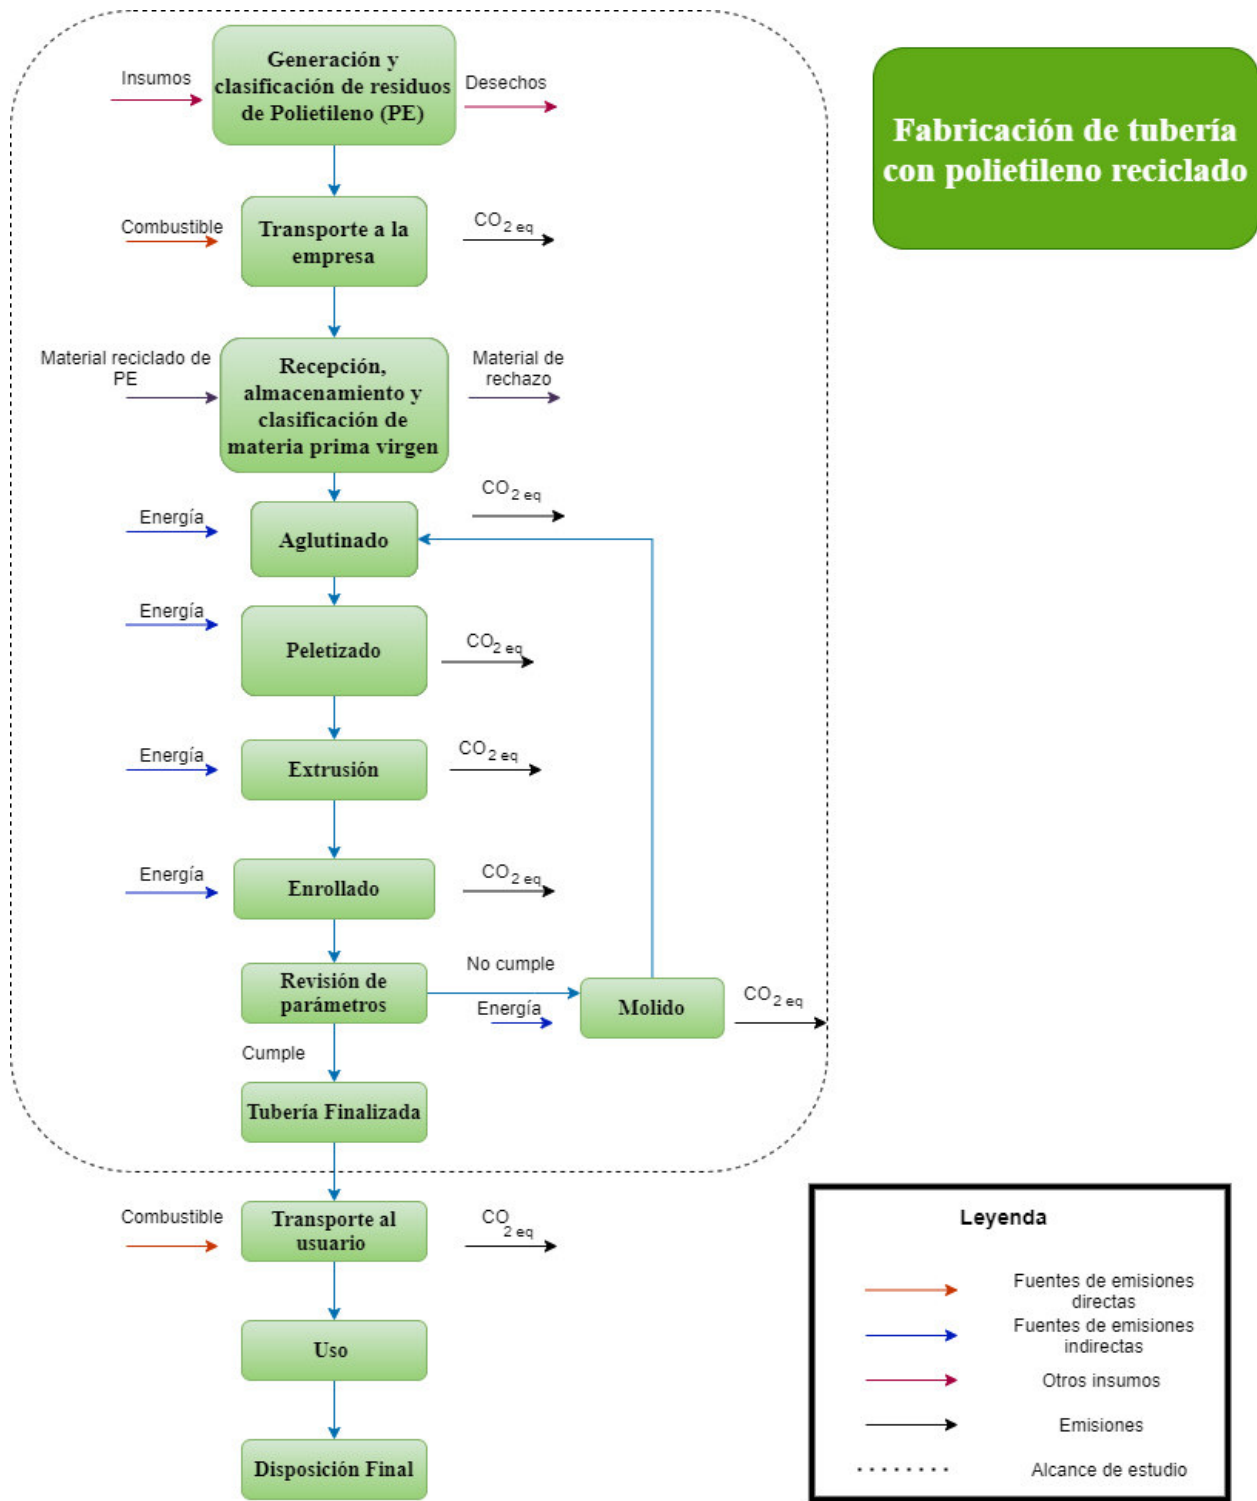 Generación y
clasificación de residuos
de Polietileno (PE)
Insumos
Desechos
Fabricación de tubería
con polietileno reciclado
Combustible
Transporte a la
empresa
CO2 eq
Material reciclado de
PE
Recepción,
almacenamiento y
clasificación de
materia prima virgen
Material de
rechazo
Energía
Aglutinado
CO2 eq
Energía
Peletizado
CO2 eq
Energía
Extrusión
CO2 eq
Energía
Enrollado
CO2 eq
Revisión de
parámetros
No cumple
Energía
Molido
CO2 eq
Cumple
Tubería Finalizada
Combustible
Transporte al
usuario
CO2 eq
Uso
Disposición Final
Leyenda
Fuentes de emisiones
directas
Fuentes de emisiones
indirectas
Otros insumos
Emisiones
Alcance de estudio